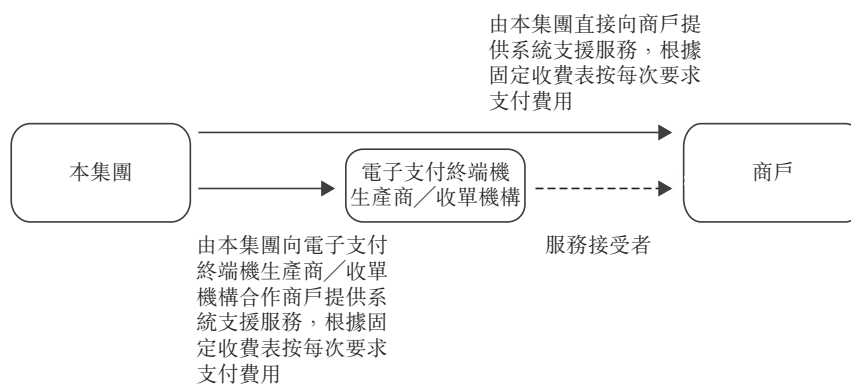 由本集團直接向商戶提
供系統支援服務，根據
固定收費表按每次要求
支付費用
本集團
電子支付終端機
生產商／收單機構
商戶
由本集團向電子支付
終端機生產商／收單
機構合作商戶提供系
統支援服務，根據固
定收費表按每次要求
支付費用
服務接受者